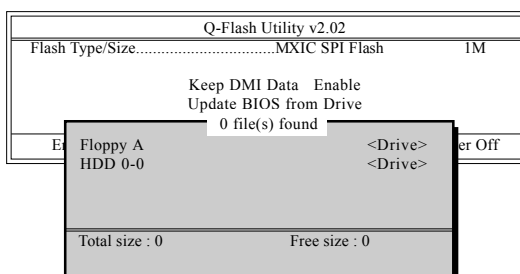 Q-Flash Utility v2.02
Flash Type/Size.................................MXIC SPI Flash 1M
Keep DMI Data Enable
Update BIOS from Drive
0 file(s) found
Floppy A <Drive>
HDD 0-0 <Drive>
Off
Total size : 0 Free size : 0